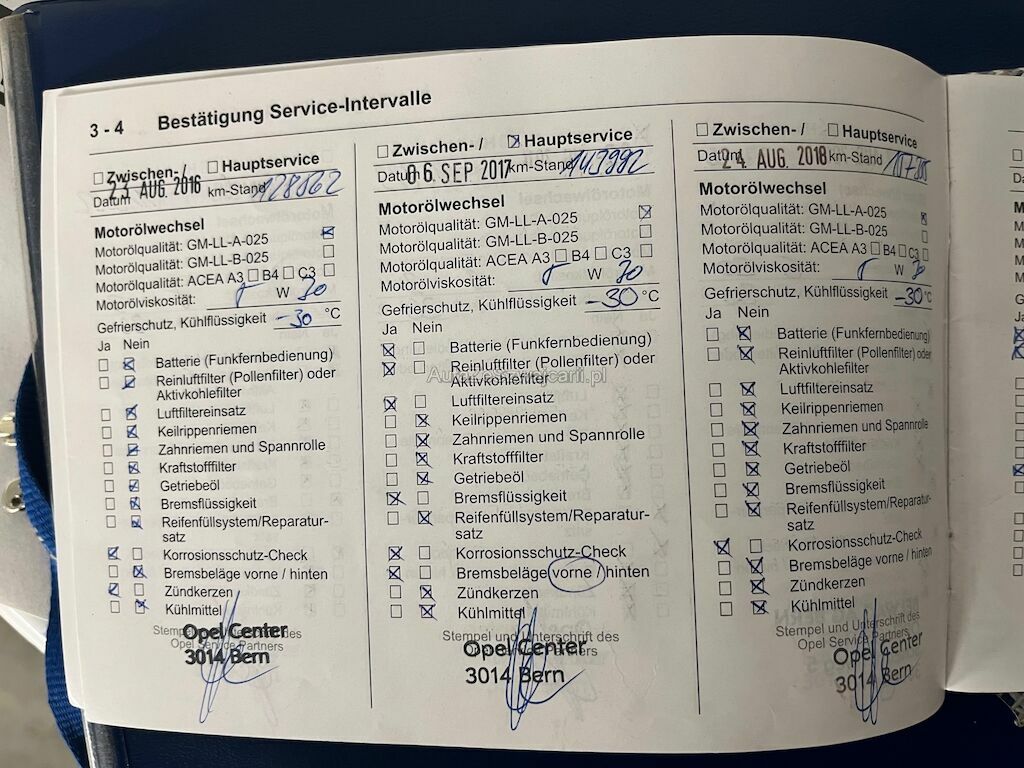 3 - 4 Bestätigung Service-Intervalle
Zwischen- / Hauptservice
Datum 23. AUG. 2016 km-Stand
Motorölwechsel
Motorölqualität: GM-LL-A-025
Motorölqualität: GM-LL-B-025
Motorölqualität: ACEA A3 B4 C3
Motorölviskosität: W 30
Gefrierschutz, Kühlflüssigkeit -30 °C
Ja Nein
Batterie (Funkfernbedienung)
Reinluftfilter (Pollenfilter) oder
Aktivkohlefilter
Luftfiltereinsatz
Keilrippenriemen
Zahnriemen und Spannrolle
Kraftstofffilter
Getriebeöl
Bremsflüssigkeit
Reifenfüllsystem/Reparatur-
satz
Korrosionsschutz-Check
Bremsbeläge vorne / hinten
Zündkerzen
Kühlmittel
Stempel und Unterschrift des
Opel Service Partners
Opel Center
3014 Bern
Zwischen- / Hauptservice
Datum 06. SEP. 2017 km-Stand 143992
Motorölwechsel
Motorölqualität: GM-LL-A-025
Motorölqualität: GM-LL-B-025
Motorölqualität: ACEA A3 B4 C3
Motorölviskosität: W 30
Gefrierschutz, Kühlflüssigkeit -30 °C
Ja Nein
Batterie (Funkfernbedienung)
Reinluftfilter (Pollenfilter) oder
Aktivkohlefilter
Luftfiltereinsatz
Keilrippenriemen
Zahnriemen und Spannrolle
Kraftstofffilter
Getriebeöl
Bremsflüssigkeit
Reifenfüllsystem/Reparatur-
satz
Korrosionsschutz-Check
Bremsbeläge vorne / hinten
Zündkerzen
Kühlmittel
Stempel und Unterschrift des
Opel Service Partners
Opel Center
3014 Bern
Zwischen- / Hauptservice
Datum 24. AUG. 2018 km-Stand
Motorölwechsel
Motorölqualität: GM-LL-A-025
Motorölqualität: GM-LL-B-025
Motorölqualität: ACEA A3 B4 C3
Motorölviskosität: W 30
Gefrierschutz, Kühlflüssigkeit -30 °C
Ja Nein
Batterie (Funkfernbedienung)
Reinluftfilter (Pollenfilter) oder
Aktivkohlefilter
Luftfiltereinsatz
Keilrippenriemen
Zahnriemen und Spannrolle
Kraftstofffilter
Getriebeöl
Bremsflüssigkeit
Reifenfüllsystem/Reparatur-
satz
Korrosionsschutz-Check
Bremsbeläge vorne / hinten
Zündkerzen
Kühlmittel
Stempel und Unterschrift des
Opel Service Partners
Opel Center
3014 Bern